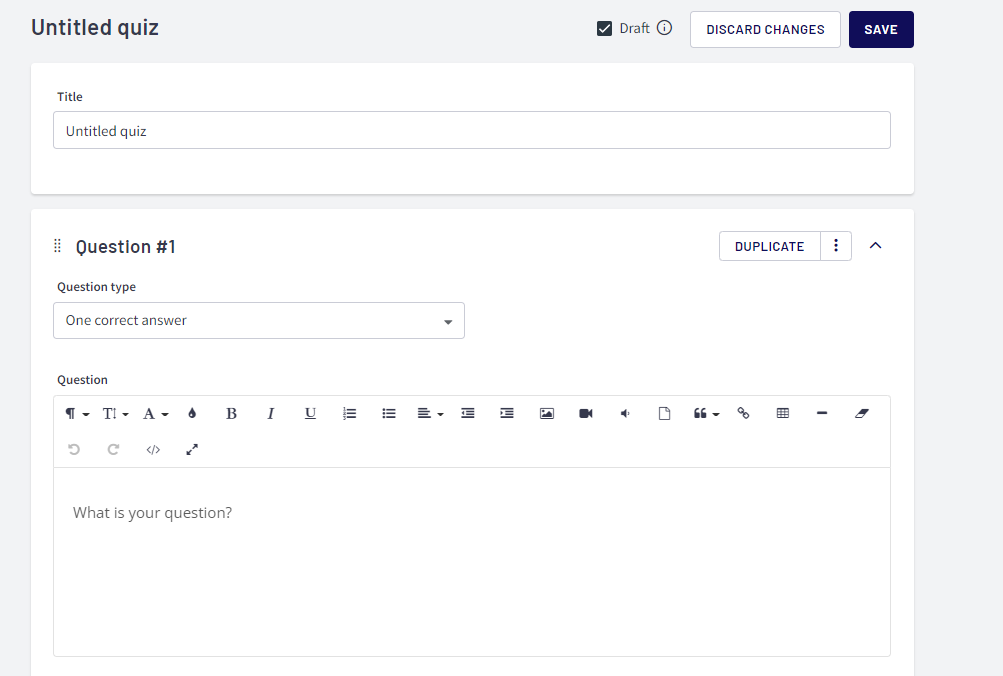 Untitled quiz
Draft
DISCARD CHANGES
SAVE
Title
Untitled quiz
Question #1
DUPLICATE
Question type
One correct answer
Question
What is your question?